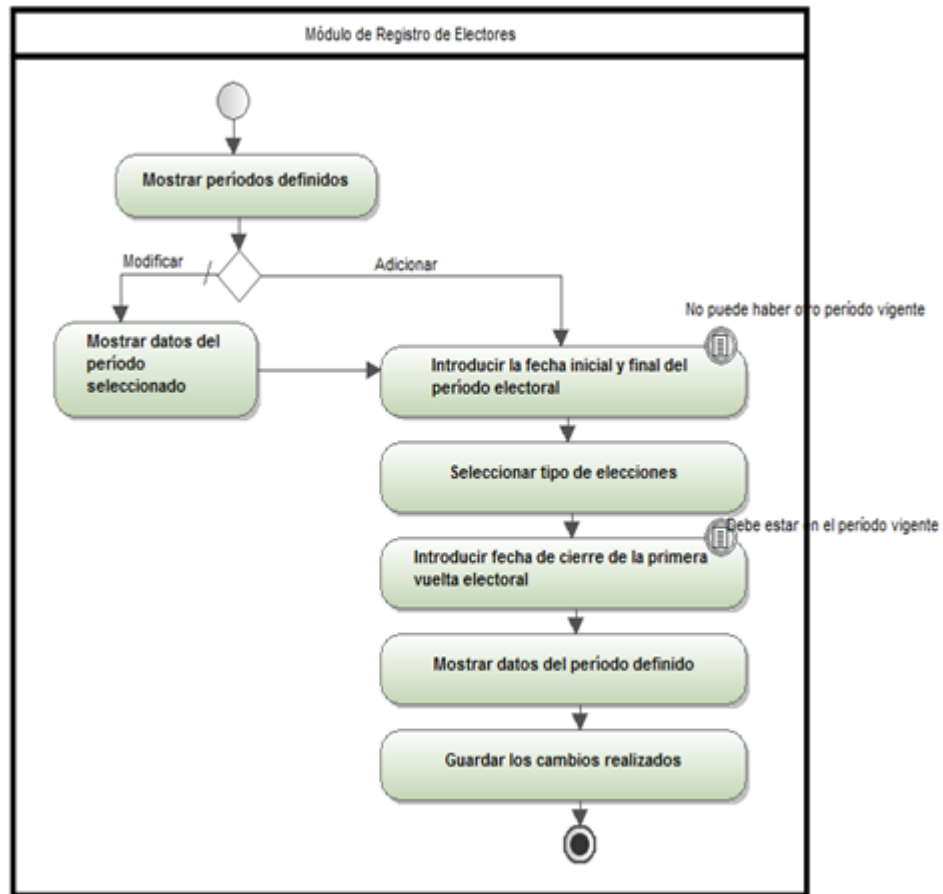 Módulo de Registro de Electores
Mostrar períodos definidos
Modificar
Adicionar
No puede haber otro período vigente
Mostrar datos del
período
seleccionado
Introducir la fecha inicial y final del
período electoral
Seleccionar tipo de elecciones
Debe estar en el período vigente
Introducir fecha de cierre de la primera
vuelta electoral
Mostrar datos del período definido
Guardar los cambios realizados